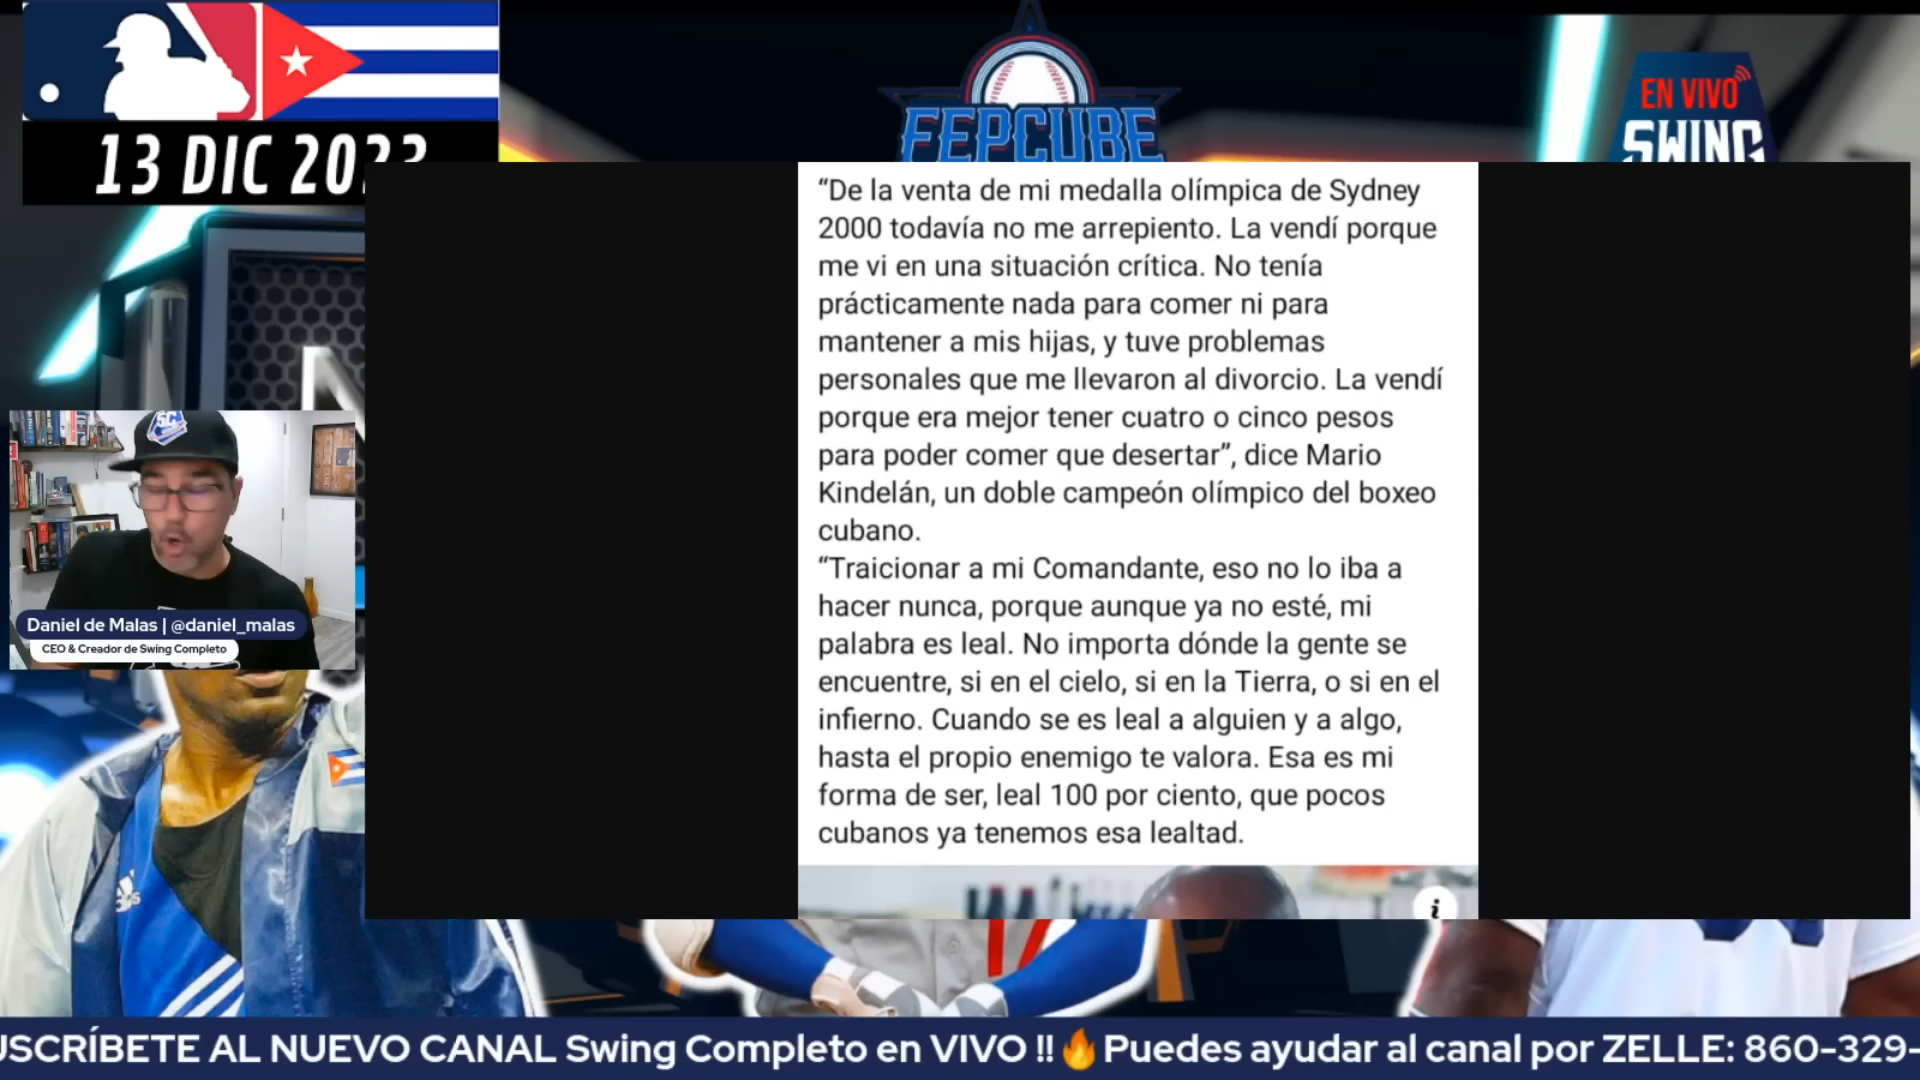 13 DIC 2023
FEPCUBE
EN VIVO
SWING
“De la venta de mi medalla olímpica de Sydney
2000 todavía no me arrepiento. La vendí porque
me vi en una situación crítica. No tenía
prácticamente nada para comer ni para
mantener a mis hijas, y tuve problemas
personales que me llevaron al divorcio. La vendí
porque era mejor tener cuatro o cinco pesos
para poder comer que desertar”, dice Mario
Kindelán, un doble campeón olímpico del boxeo
cubano.
“Traicionar a mi Comandante, eso no lo iba a
hacer nunca, porque aunque ya no esté, mi
palabra es leal. No importa dónde la gente se
encuentre, si en el cielo, si en la Tierra, o si en el
infierno. Cuando se es leal a alguien y a algo,
hasta el propio enemigo te valora. Esa es mi
forma de ser, leal 100 por ciento, que pocos
cubanos ya tenemos esa lealtad.
i
SC
Daniel de Malas | @daniel_malas
CEO & Creador de Swing Completo
USCRÍBETE AL NUEVO CANAL Swing Completo en VIVO !!🔥Puedes ayudar al canal por ZELLE: 860-329-